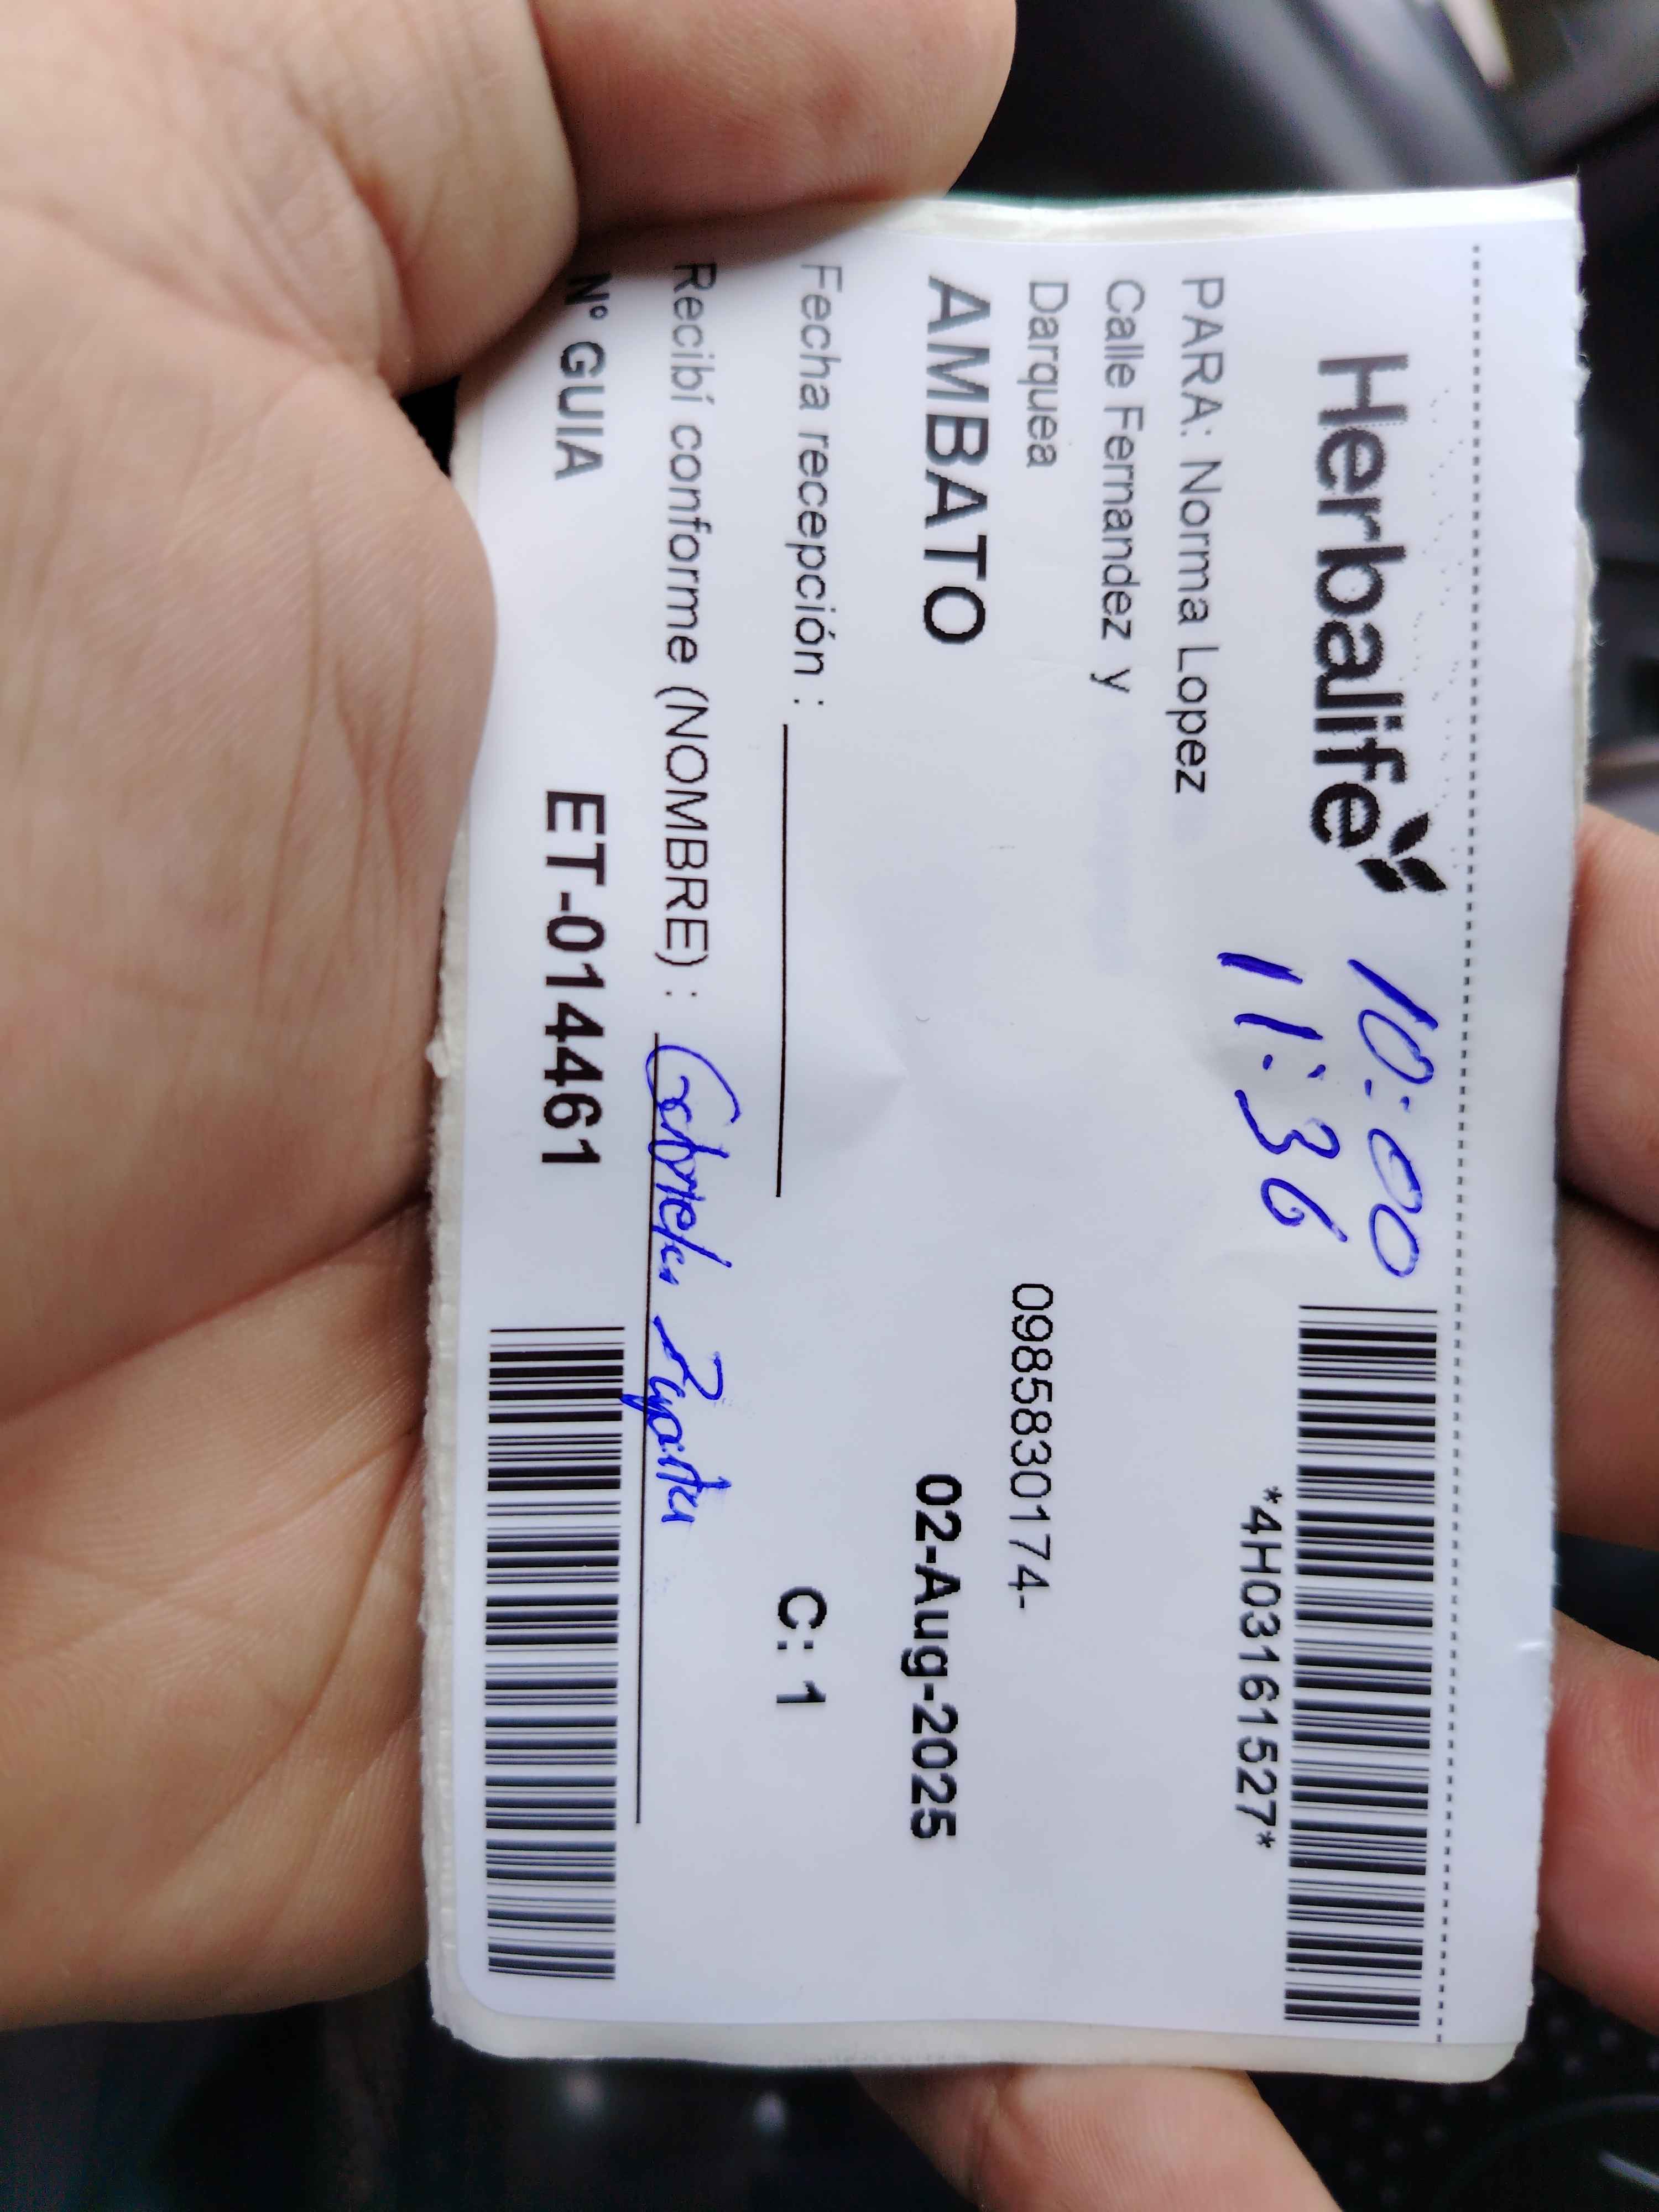 Herbalife
10:00
11:36
*4H03161527*
PARA: Norma Lopez
Calle Fernandez y
Darquea
0985830174-
AMBATO
02-Aug-2025
Fecha recepción :
C: 1
Recibí conforme (NOMBRE) : Gabriela
N° GUIA ET-014461